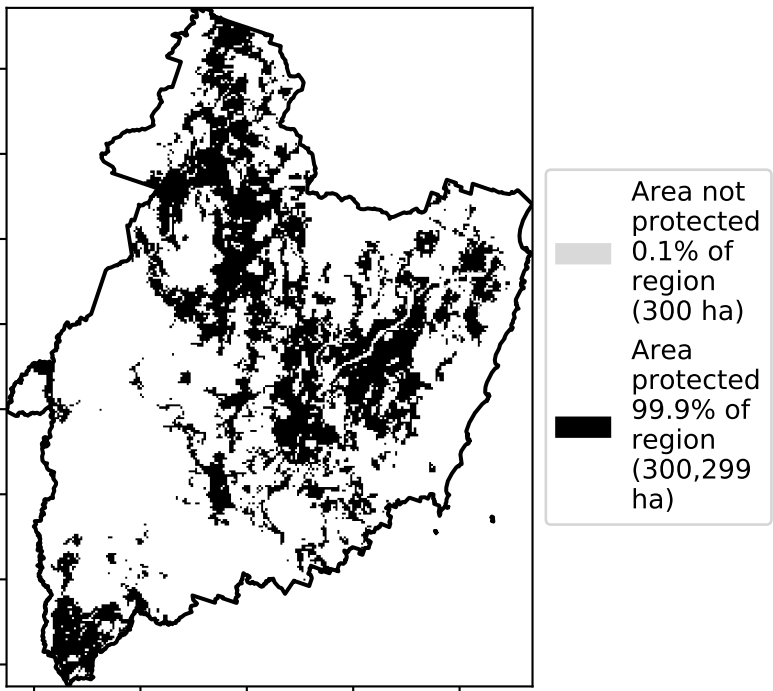 Area not
protected
0.1% of
region
(300 ha)
Area
protected
99.9% of
region
(300,299
ha)